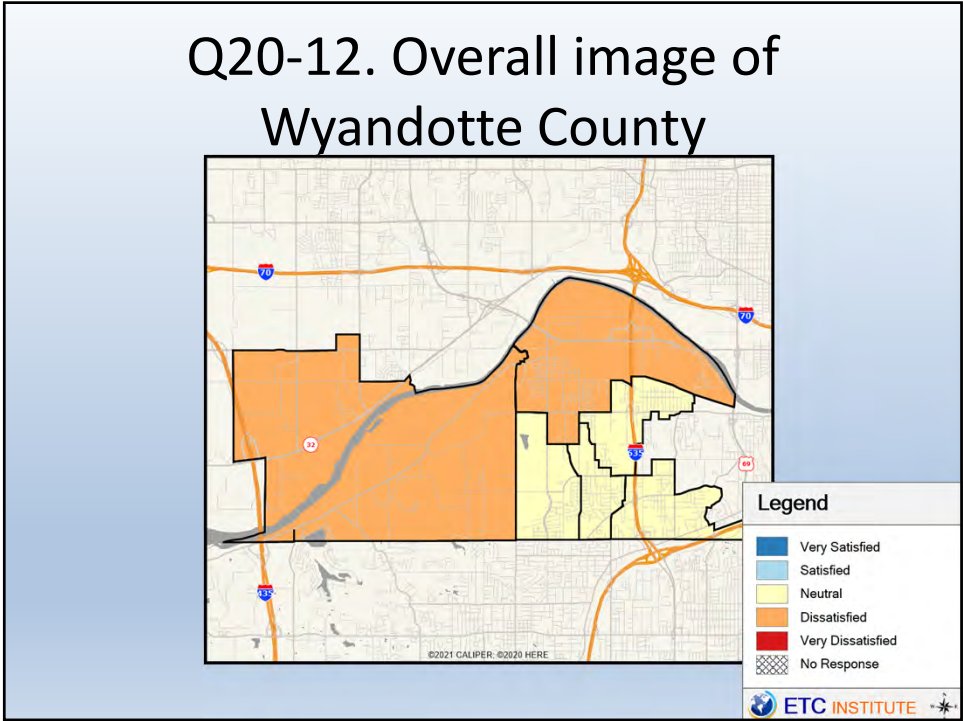 Q20-12. Overall image of
Wyandotte County
70
70
32
635
69
435
©2021 CALIPER; ©2020 HERE
Legend
Very Satisfied
Satisfied
Neutral
Dissatisfied
Very Dissatisfied
No Response
ETC INSTITUTE